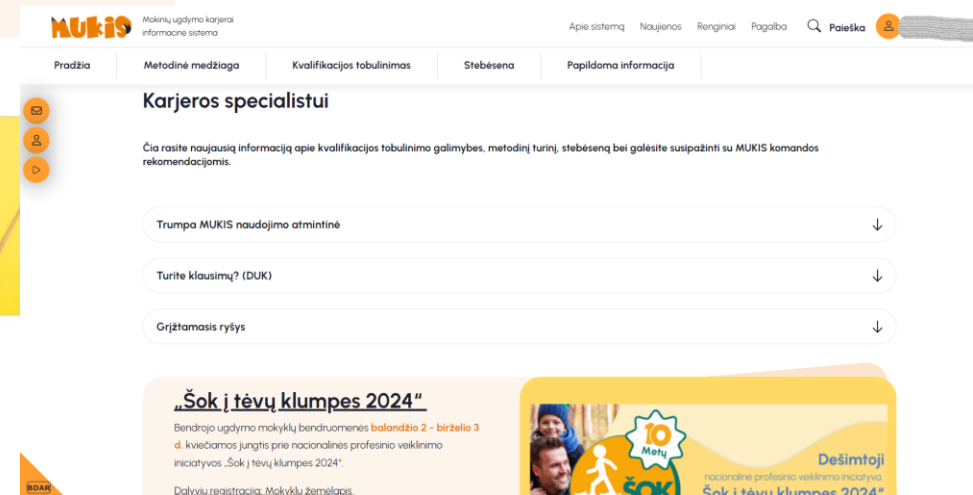 MUKIS
Mokinių ugdymo karjerai
informacinė sistema
Apie sistemą Naujienos Renginiai Pagalba Paieška
Pradžia Metodinė medžiaga Kvalifikacijos tobulinimas Stebėsena Papildoma informacija
Karjeros specialistui
Čia rasite naujausią informaciją apie kvalifikacijos tobulinimo galimybes, metodinį turinį, stebėseną bei galėsite susipažinti su MUKIS komandos
rekomendacijomis.
Trumpa MUKIS naudojimo atmintinė
Turite klausimų? (DUK)
Grįžtamasis ryšys
„Šok į tėvų klumpes 2024“
Bendrojo ugdymo mokyklų bendruomenės balandžio 2 - birželio 3
d. kviečiamos jungtis prie nacionalinės profesinio veiklinimo
iniciatyvos „Šok į tėvų klumpes 2024“.
Dalyvių registracija: Mokyklų žemėlapis.
10
Metų
ŠOK
Dešimtoji
nacionalinė profesinio veiklinimo iniciatyva
„Šok į tėvų klumpes 2024“
BDAR